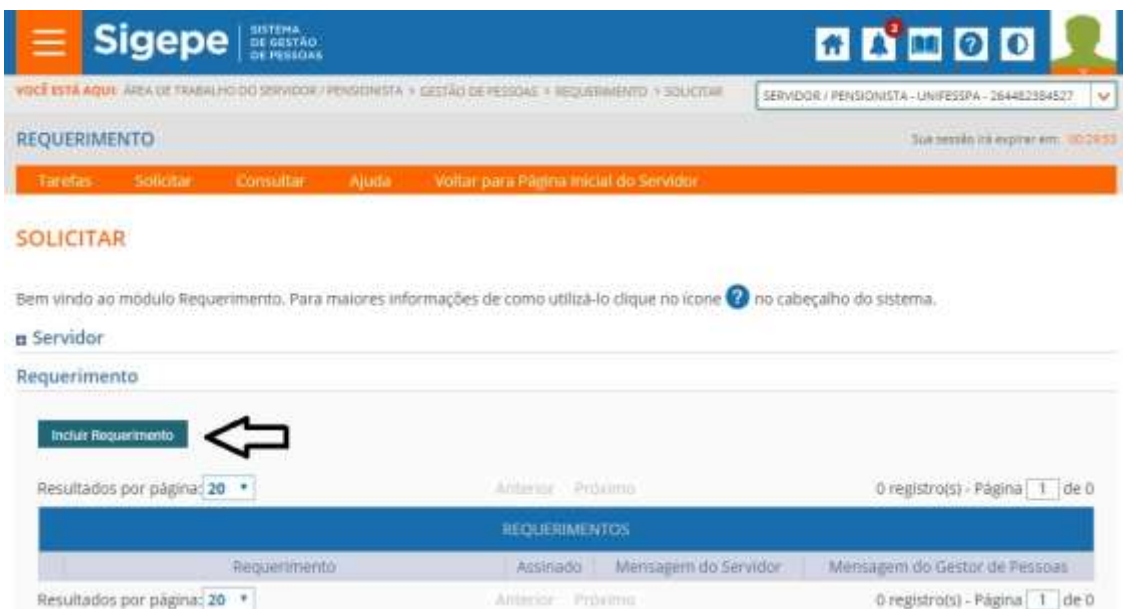 Sigepe SISTEMA DE GESTÃO DE PESSOAS
3
VOCÊ ESTÁ AQUI: ÁREA DE TRABALHO DO SERVIDOR / PENSIONISTA > GESTÃO DE PESSOAS > REQUERIMENTO > SOLICITAR
SERVIDOR / PENSIONISTA - UNIFESSPA - 264482384527
REQUERIMENTO
Sua sessão irá expirar em: 00:29:53
Tarefas Solicitar Consultar Ajuda Voltar para Página Inicial do Servidor
SOLICITAR
Bem vindo ao módulo Requerimento. Para maiores informações de como utilizá-lo clique no ícone ? no cabeçalho do sistema.
Servidor
Requerimento
Incluir Requerimento
Resultados por página: 20 Anterior Próximo 0 registro(s) - Página 1 de 0
REQUERIMENTOS
Requerimento Assinado Mensagem do Servidor Mensagem do Gestor de Pessoas
Resultados por página: 20 Anterior Próximo 0 registro(s) - Página 1 de 0